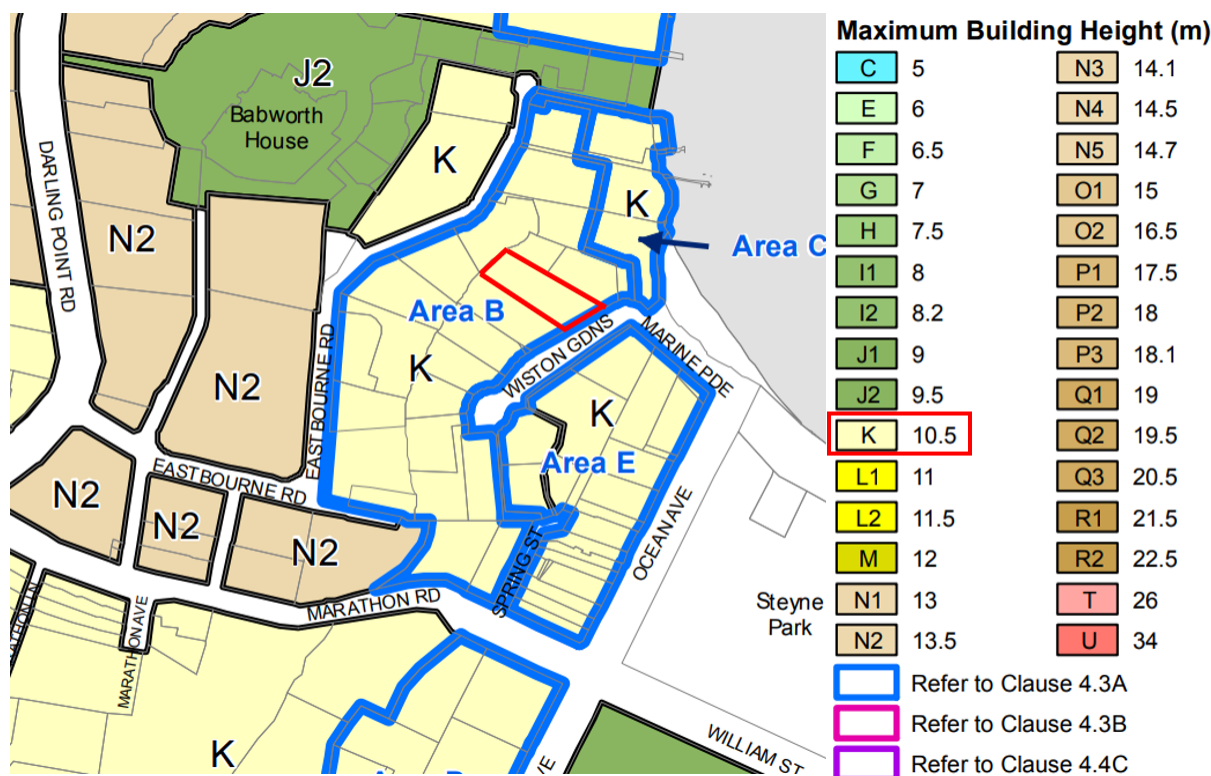 J2
Babworth
House
K
DARLING POINT RD
N2
K
Area C
Area B
EASTBOURNE RD
K
WISTON GDNS
MARINE PDE
N2
K
Area E
EASTBOURNE RD
N2
N2
N2
OCEAN AVE
SPRING ST
MARATHON RD
MARATHON AVE
Steyne
Park
K
WILLIAM ST
Maximum Building Height (m)
C 5
E 6
F 6.5
G 7
H 7.5
I1 8
I2 8.2
J1 9
J2 9.5
K 10.5
L1 11
L2 11.5
M 12
N1 13
N2 13.5
N3 14.1
N4 14.5
N5 14.7
O1 15
O2 16.5
P1 17.5
P2 18
P3 18.1
Q1 19
Q2 19.5
Q3 20.5
R1 21.5
R2 22.5
T 26
U 34
Refer to Clause 4.3A
Refer to Clause 4.3B
Refer to Clause 4.4C